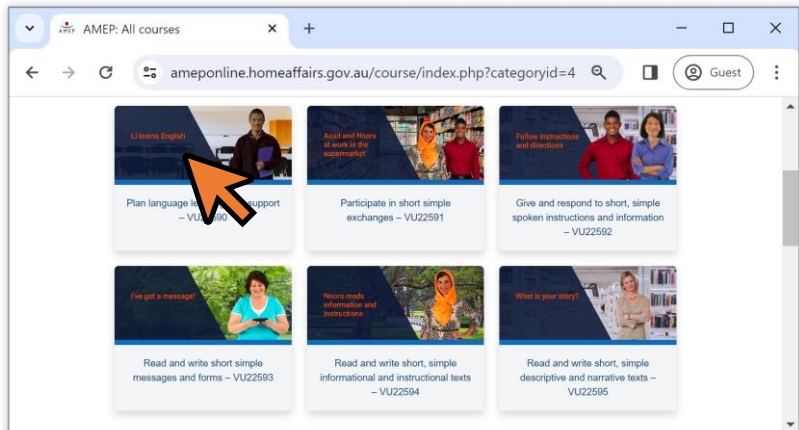 AMEP: All courses
ameponline.homeaffairs.gov.au/course/index.php?categoryid=4
Guest
Li learns English
Asad and Noora
at work in the
supermarket
Follow instructions
and directions
Plan language le support
– VU 90
Participate in short simple
exchanges – VU22591
Give and respond to short, simple
spoken instructions and information
– VU22592
I've got a message!
Noora reads
information and
instructions
What is your story?
Read and write short simple
messages and forms – VU22593
Read and write short, simple
informational and instructional texts
– VU22594
Read and write short, simple
descriptive and narrative texts –
VU22595